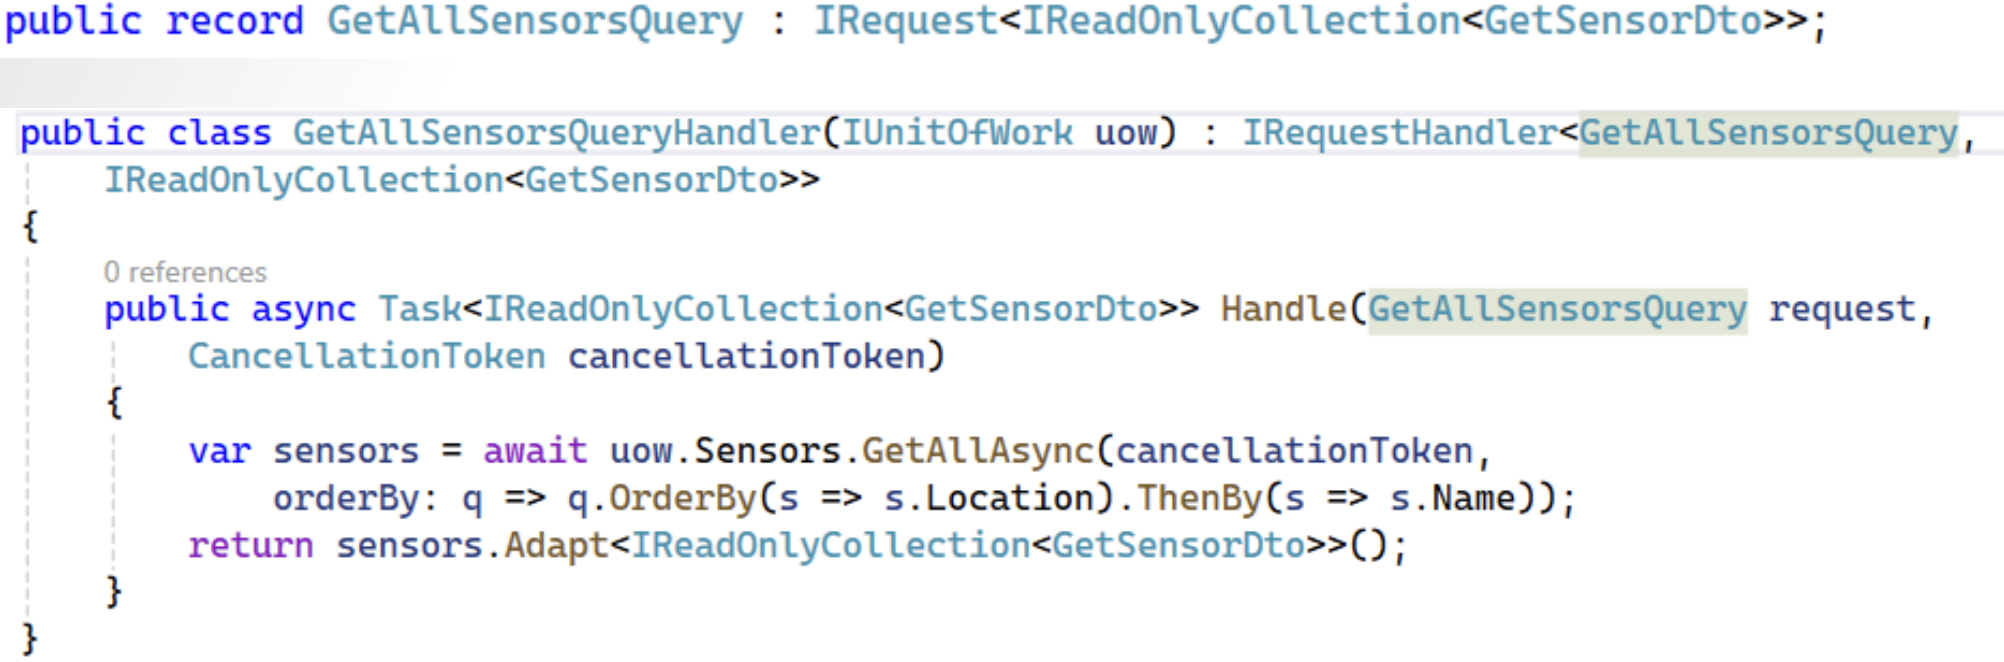 public record GetAllSensorsQuery : IRequest<IReadOnlyCollection<GetSensorDto>>;
public class GetAllSensorsQueryHandler(IUnitOfWork uow) : IRequestHandler<GetAllSensorsQuery,
    IReadOnlyCollection<GetSensorDto>>
{
    0 references
    public async Task<IReadOnlyCollection<GetSensorDto>> Handle(GetAllSensorsQuery request,
        CancellationToken cancellationToken)
    {
        var sensors = await uow.Sensors.GetAllAsync(cancellationToken,
            orderBy: q => q.OrderBy(s => s.Location).ThenBy(s => s.Name));
        return sensors.Adapt<IReadOnlyCollection<GetSensorDto>>();
    }
}